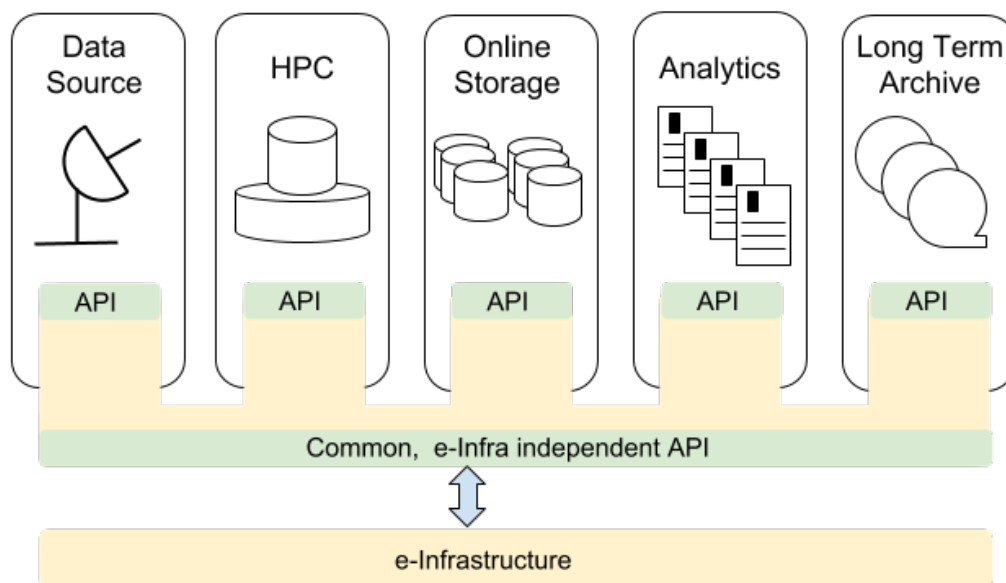 Data
Source
HPC
Online
Storage
Analytics
Long Term
Archive
API
API
API
API
API
Common, e-Infra independent API
e-Infrastructure